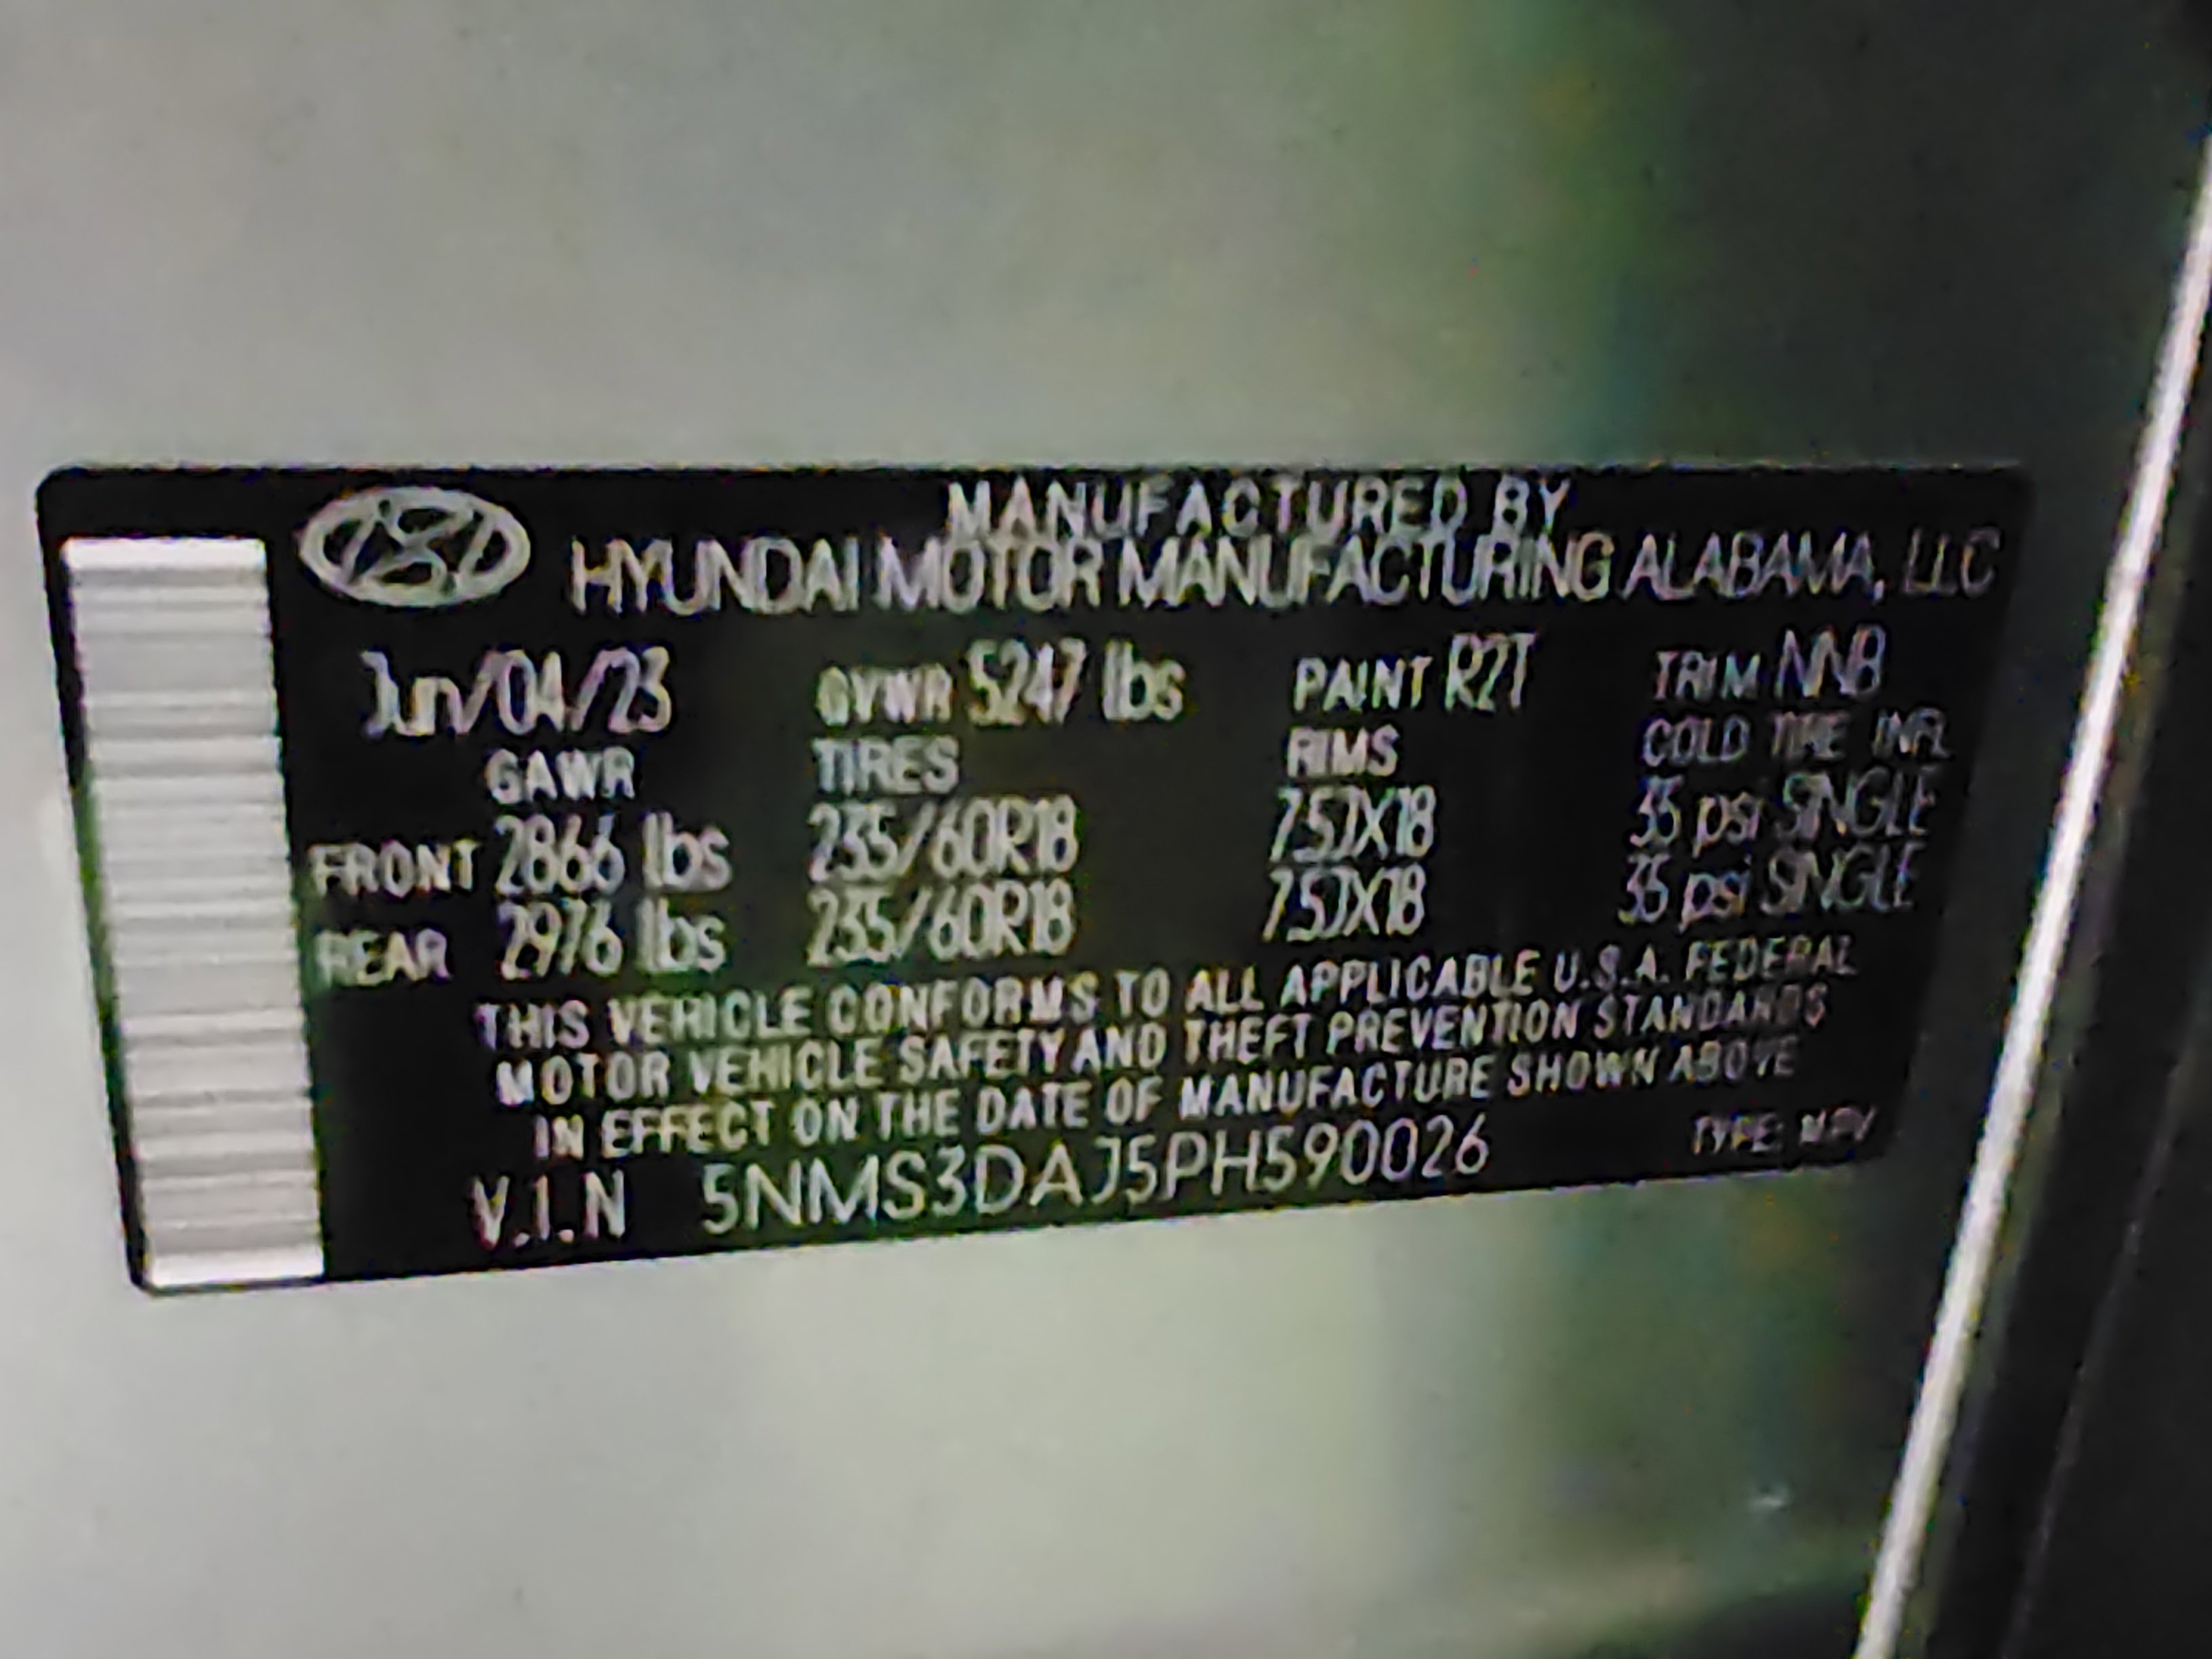 MANUFACTURED BY
HYUNDAI MOTOR MANUFACTURING ALABAMA, LLC
Jun/04/23 GVWR 5247 lbs PAINT R2T TRIM NNB
GAWR TIRES RIMS COLD TIRE INFL
FRONT 2866 lbs 235/60R18 7.5JX18 35 psi SINGLE
REAR 2976 lbs 235/60R18 7.5JX18 35 psi SINGLE
THIS VEHICLE CONFORMS TO ALL APPLICABLE U.S.A. FEDERAL
MOTOR VEHICLE SAFETY AND THEFT PREVENTION STANDARDS
IN EFFECT ON THE DATE OF MANUFACTURE SHOWN ABOVE
V.I.N 5NMS3DAJ5PH590026 TYPE: MPV